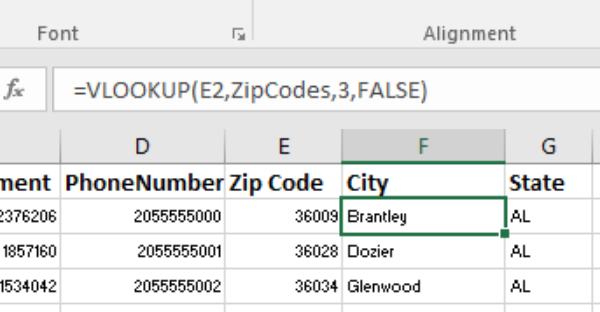 Font Alignment
fx =VLOOKUP(E2,ZipCodes,3,FALSE)
D E F G
ment PhoneNumber Zip Code City State
2376206 2055555000 36009 Brantley AL
1857160 2055555001 36028 Dozier AL
1534042 2055555002 36034 Glenwood AL